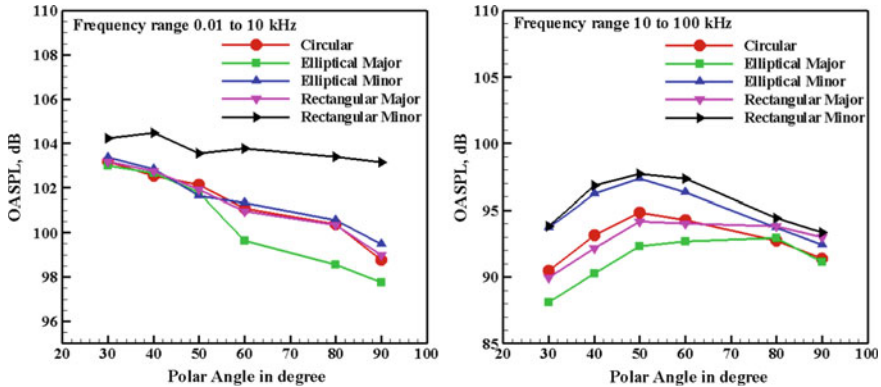 Frequency range 0.01 to 10 kHz
Circular
Elliptical Major
Elliptical Minor
Rectangular Major
Rectangular Minor
OASPL, dB
110
108
106
104
102
100
98
96
20
30
40
50
60
70
80
90
100
Polar Angle in degree
Frequency range 10 to 100 kHz
Circular
Elliptical Major
Elliptical Minor
Rectangular Major
Rectangular Minor
OASPL, dB
110
105
100
95
90
85
20
30
40
50
60
70
80
90
100
Polar Angle in degree